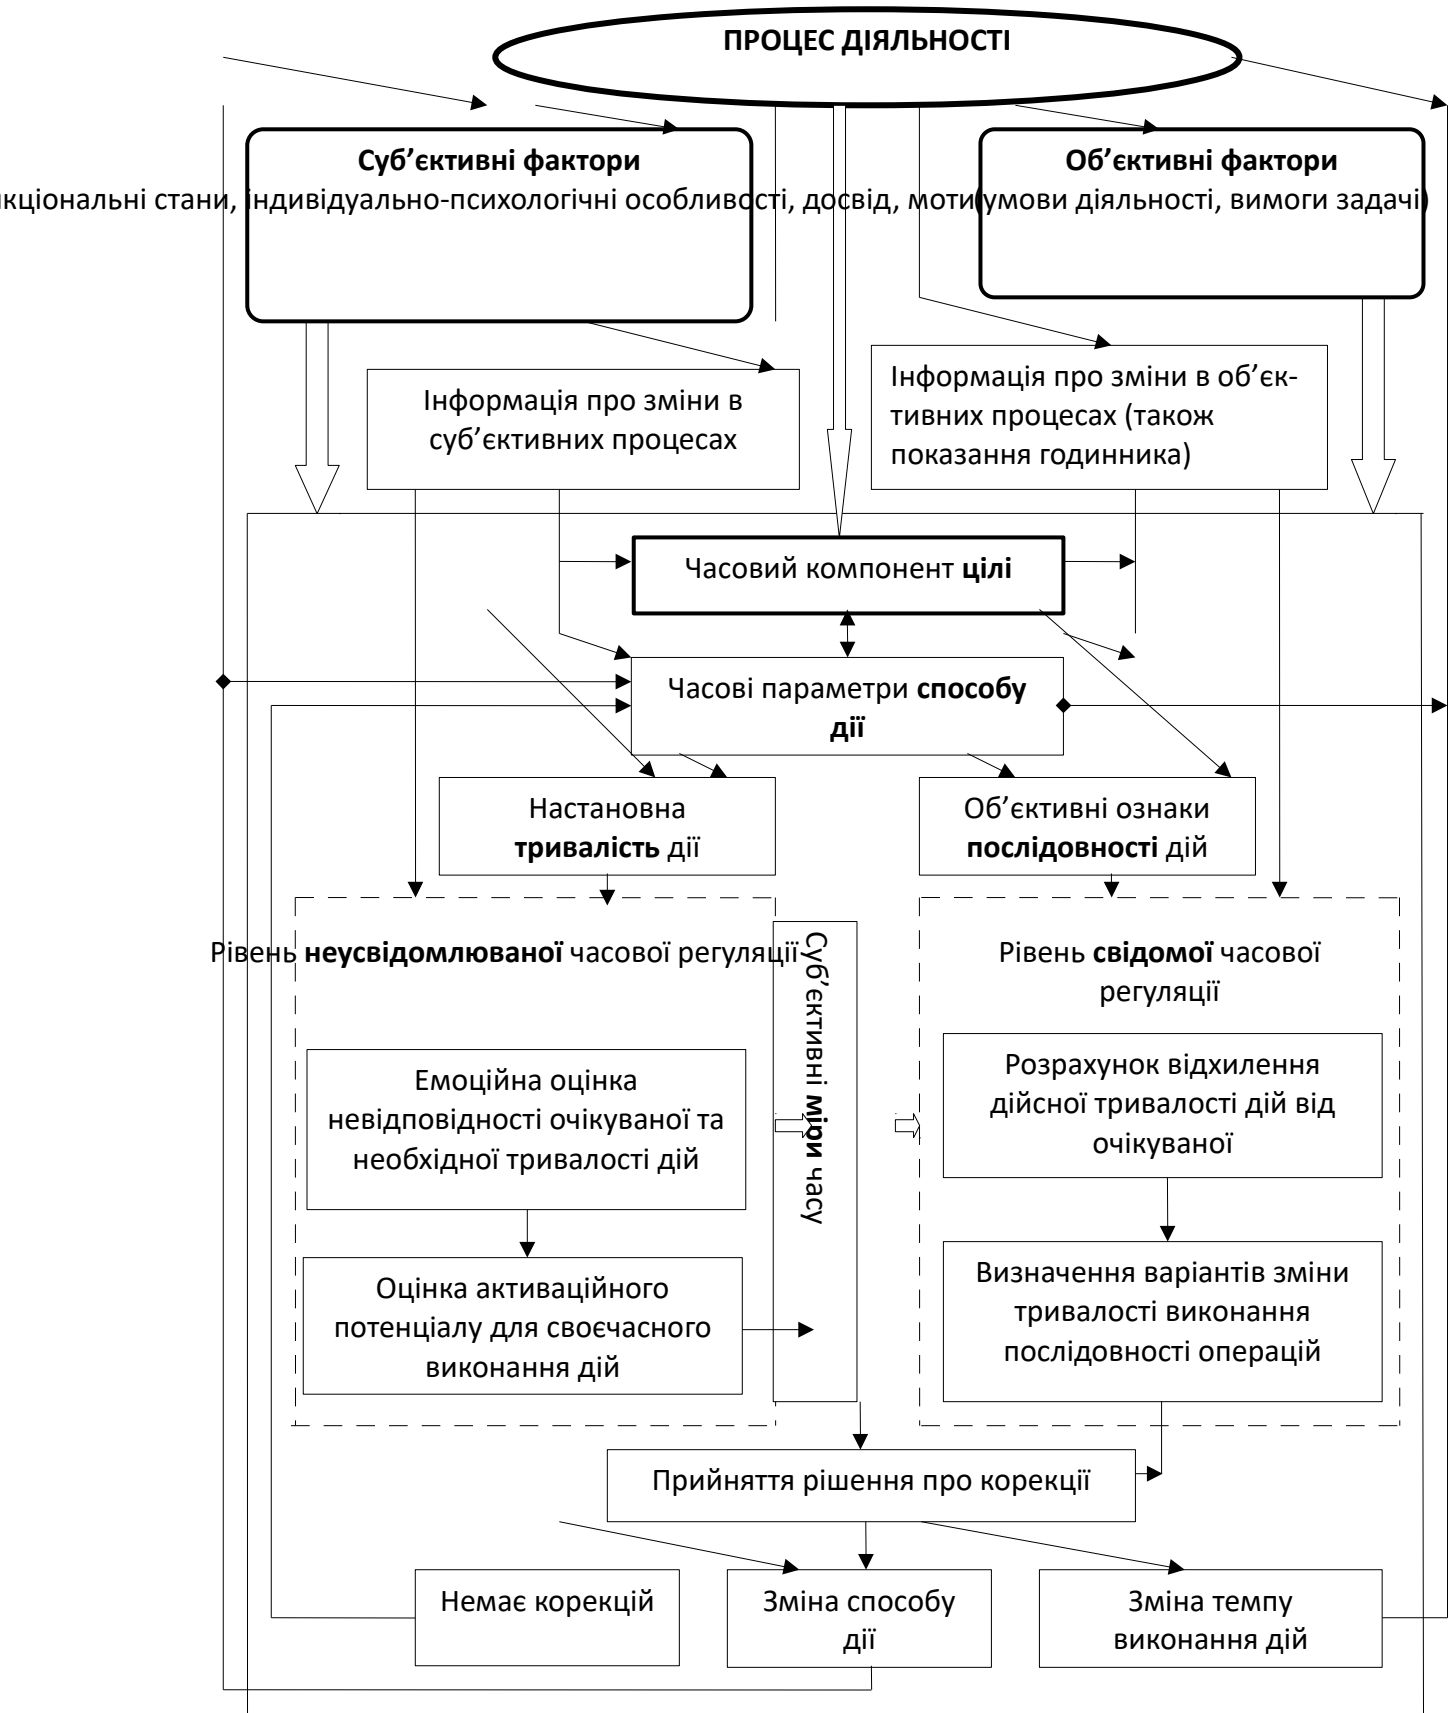 ПРОЦЕС ДІЯЛЬНОСТІ
Суб’єктивні фактори
кціональні стани, індивідуально-психологічні особливості, досвід, моти
Об’єктивні фактори
(умови діяльності, вимоги задачі)
Інформація про зміни в
суб’єктивних процесах
Інформація про зміни в об’єк-
тивних процесах (також
показання годинника)
Часовий компонент цілі
Часові параметри способу
дії
Настановна
тривалість дії
Об’єктивні ознаки
послідовності дій
Рівень неусвідомлюваної часової регуляції
Суб’єктивні міри часу
Рівень свідомої часової
регуляції
Емоційна оцінка
невідповідності очікуваної та
необхідної тривалості дій
Розрахунок відхилення
дійсної тривалості дій від
очікуваної
Оцінка активаційного
потенціалу для своєчасного
виконання дій
Визначення варіантів зміни
тривалості виконання
послідовності операцій
Прийняття рішення про корекції
Немає корекцій
Зміна способу
дії
Зміна темпу
виконання дій